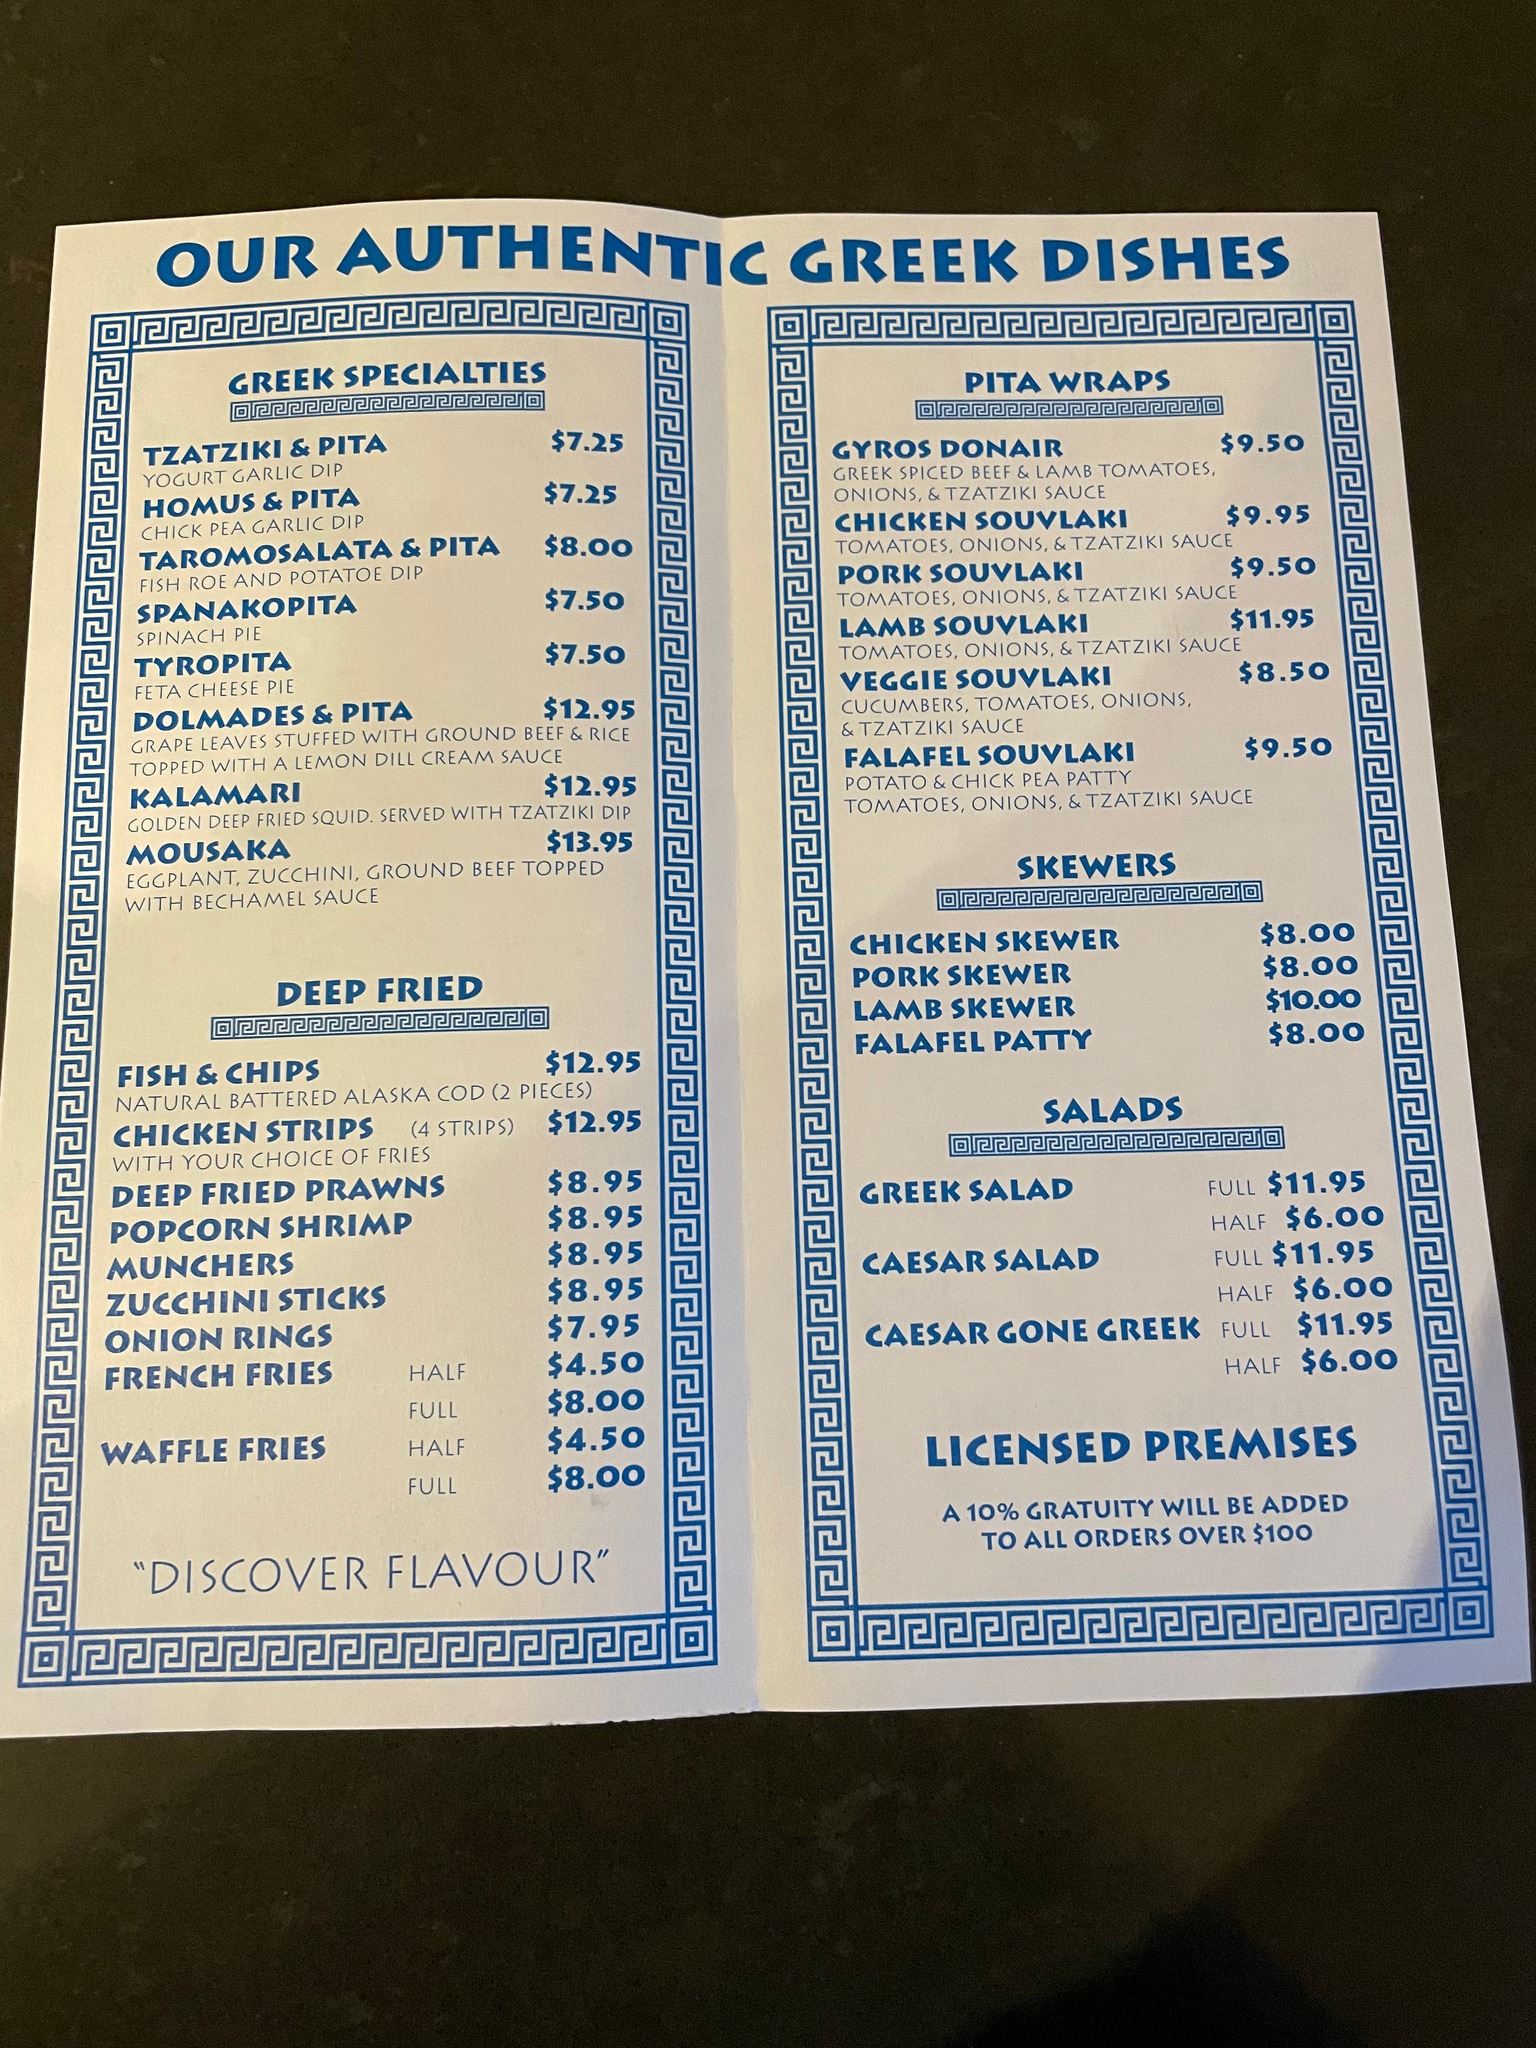 OUR AUTHENTIC GREEK DISHES
GREEK SPECIALTIES
TZATZIKI & PITA $7.25
YOGURT GARLIC DIP
HOMUS & PITA $7.25
CHICK PEA GARLIC DIP
TAROMOSALATA & PITA $8.00
FISH ROE AND POTATOE DIP
SPANAKOPITA $7.50
SPINACH PIE
TYROPITA $7.50
FETA CHEESE PIE
DOLMADES & PITA $12.95
GRAPE LEAVES STUFFED WITH GROUND BEEF & RICE
TOPPED WITH A LEMON DILL CREAM SAUCE
KALAMARI $12.95
GOLDEN DEEP FRIED SQUID. SERVED WITH TZATZIKI DIP
MOUSAKA $13.95
EGGPLANT, ZUCCHINI, GROUND BEEF TOPPED
WITH BECHAMEL SAUCE
DEEP FRIED
FISH & CHIPS $12.95
NATURAL BATTERED ALASKA COD (2 PIECES)
CHICKEN STRIPS (4 STRIPS) $12.95
WITH YOUR CHOICE OF FRIES
DEEP FRIED PRAWNS $8.95
POPCORN SHRIMP $8.95
MUNCHERS $8.95
ZUCCHINI STICKS $8.95
ONION RINGS $7.95
FRENCH FRIES HALF $4.50
FULL $8.00
WAFFLE FRIES HALF $4.50
FULL $8.00
"DISCOVER FLAVOUR"
PITA WRAPS
GYROS DONAIR $9.50
GREEK SPICED BEEF & LAMB TOMATOES,
ONIONS, & TZATZIKI SAUCE
CHICKEN SOUVLAKI $9.95
TOMATOES, ONIONS, & TZATZIKI SAUCE
PORK SOUVLAKI $9.50
TOMATOES, ONIONS, & TZATZIKI SAUCE
LAMB SOUVLAKI $11.95
TOMATOES, ONIONS, & TZATZIKI SAUCE
VEGGIE SOUVLAKI $8.50
CUCUMBERS, TOMATOES, ONIONS,
& TZATZIKI SAUCE
FALAFEL SOUVLAKI $9.50
POTATO & CHICK PEA PATTY
TOMATOES, ONIONS, & TZATZIKI SAUCE
SKEWERS
CHICKEN SKEWER $8.00
PORK SKEWER $8.00
LAMB SKEWER $10.00
FALAFEL PATTY $8.00
SALADS
GREEK SALAD FULL $11.95
HALF $6.00
CAESAR SALAD FULL $11.95
HALF $6.00
CAESAR GONE GREEK FULL $11.95
HALF $6.00
LICENSED PREMISES
A 10% GRATUITY WILL BE ADDED
TO ALL ORDERS OVER $100